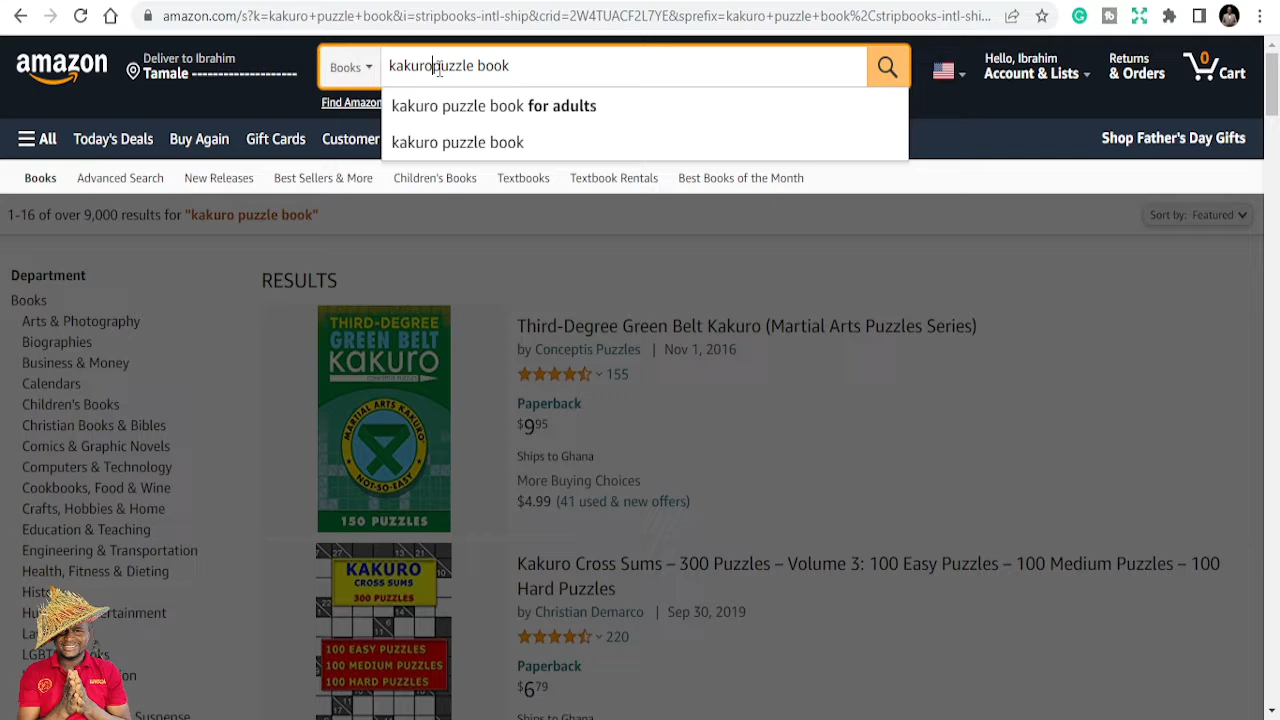 amazon.com/s?k=kakuro+puzzle+book&i=stripbooks-intl-ship&crid=2W4TUACF2L7YE&sprefix=kakuro+puzzle+book%2Cstripbooks-intl-shi...
amazon
Deliver to Ibrahim
Tamale
Books
kakuro puzzle book
Hello, Ibrahim
Account & Lists
Returns
& Orders
0
Cart
Find Amazon
kakuro puzzle book for adults
kakuro puzzle book
All
Today's Deals
Buy Again
Gift Cards
Customer
Shop Father's Day Gifts
Books
Advanced Search
New Releases
Best Sellers & More
Children's Books
Textbooks
Textbook Rentals
Best Books of the Month
1-16 of over 9,000 results for "kakuro puzzle book"
Sort by: Featured
Department
Books
Arts & Photography
Biographies
Business & Money
Calendars
Children's Books
Christian Books & Bibles
Comics & Graphic Novels
Computers & Technology
Cookbooks, Food & Wine
Crafts, Hobbies & Home
Education & Teaching
Engineering & Transportation
Health, Fitness & Dieting
Suspense
RESULTS
THIRD-DEGREE
GREEN BELT
kakuro
MARTIAL ARTS KAKURO
NOT-SO-EASY
150 PUZZLES
Third-Degree Green Belt Kakuro (Martial Arts Puzzles Series)
by Conceptis Puzzles | Nov 1, 2016
155
Paperback
$9.95
Ships to Ghana
More Buying Choices
$4.99 (41 used & new offers)
KAKURO
CROSS SUMS
300 PUZZLES
100 EASY PUZZLES
100 MEDIUM PUZZLES
100 HARD PUZZLES
Kakuro Cross Sums – 300 Puzzles – Volume 3: 100 Easy Puzzles – 100 Medium Puzzles – 100
Hard Puzzles
by Christian Demarco | Sep 30, 2019
220
Paperback
$6.79
Ships to Ghana